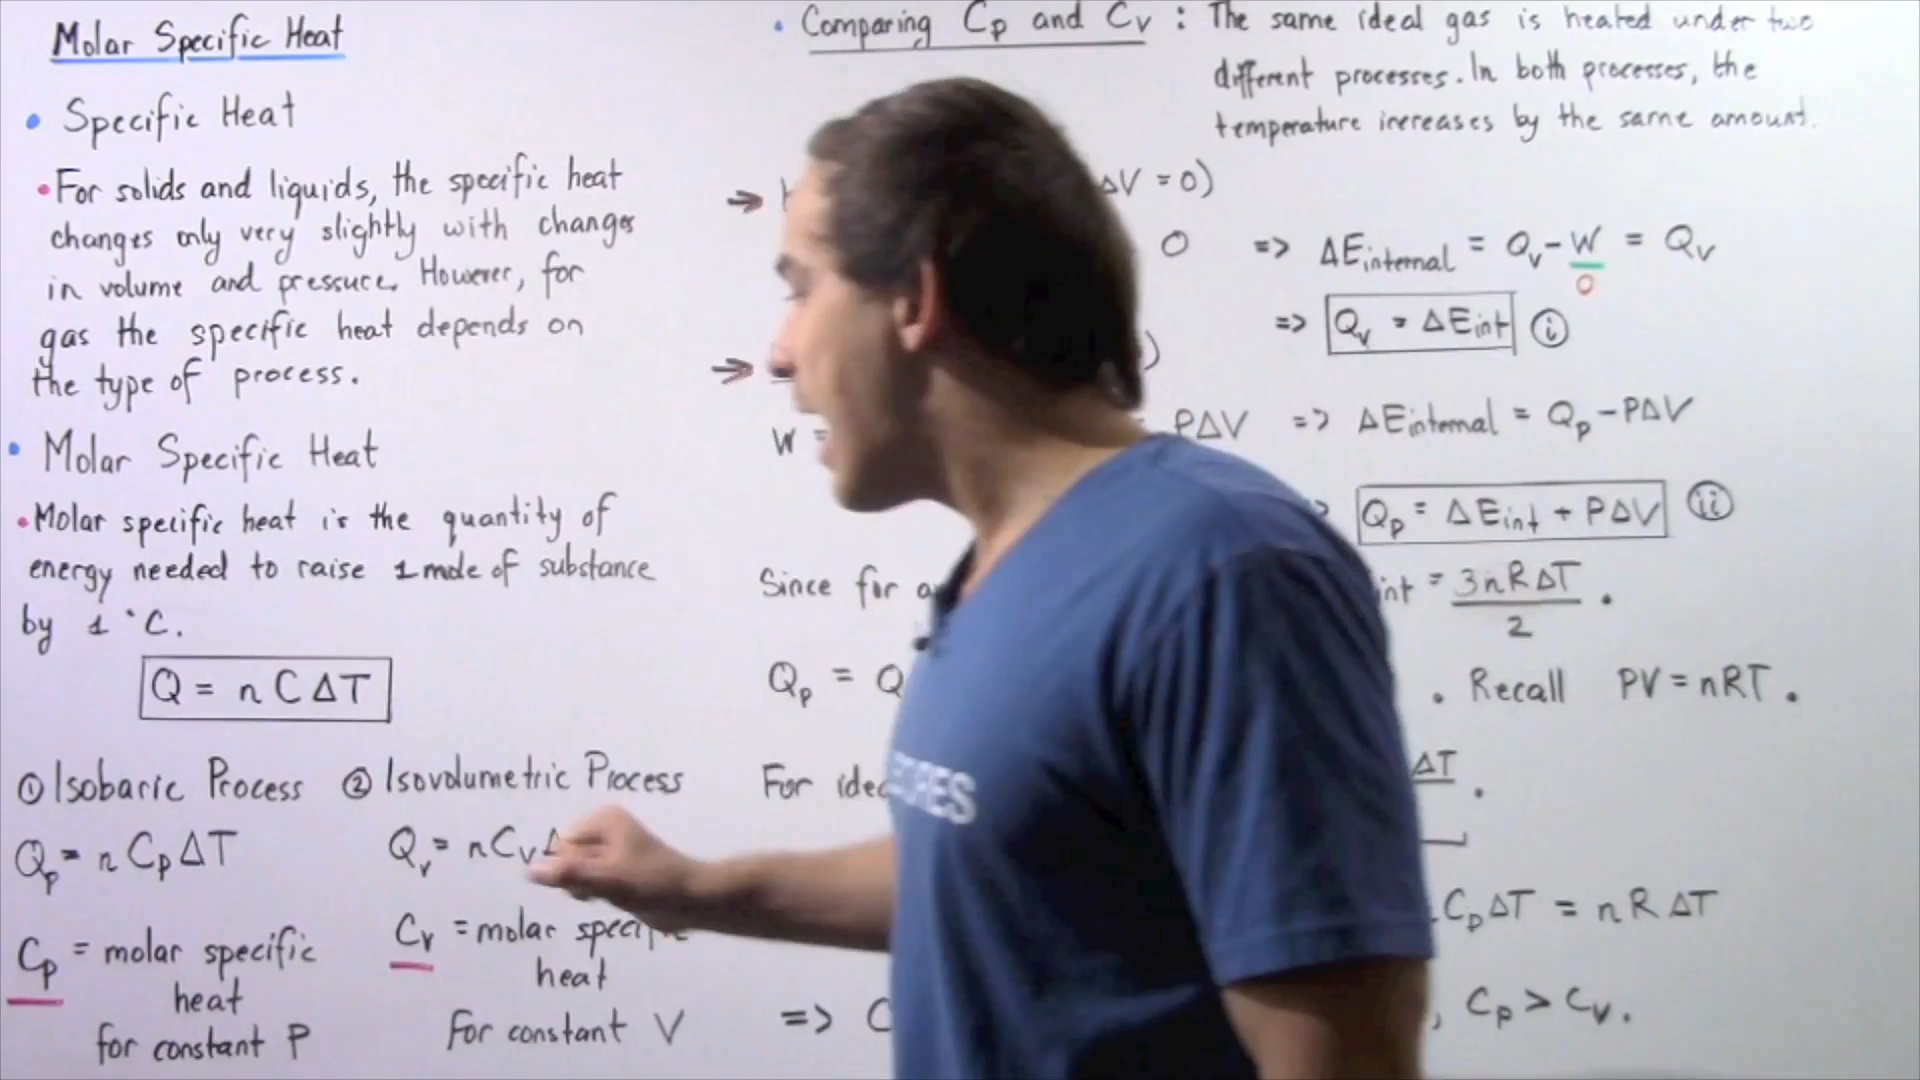 Molar Specific Heat
• Specific Heat
• For solids and liquids, the specific heat
changes only very slightly with changes
in volume and pressure. However, for
gas the specific heat depends on
the type of process.
• Molar Specific Heat
• Molar specific heat is the quantity of
energy needed to raise 1 mole of substance
by 1 °C.
Q = n C ΔT
① Isobaric Process
Qp = n Cp ΔT
Cp = molar specific
heat
for constant P
② Isovolumetric Process
Qv = n Cv Δ
Cv = molar specific
heat
for constant V
• Comparing Cp and Cv : The same ideal gas is heated under two
different processes. In both processes, the
temperature increases by the same amount.
→ ΔV = 0)
0 => ΔEinternal = Qv - W = Qv
0
=> Qv = ΔEint (i)
→ )
W = PΔV => ΔEinternal = Qp - PΔV
Qp = ΔEint + PΔV (ii)
Since for int = 3nRΔT
2 .
Qp = Q . Recall PV = nRT .
For ΔT .
CpΔT = nRΔT
=> C , Cp > Cv .